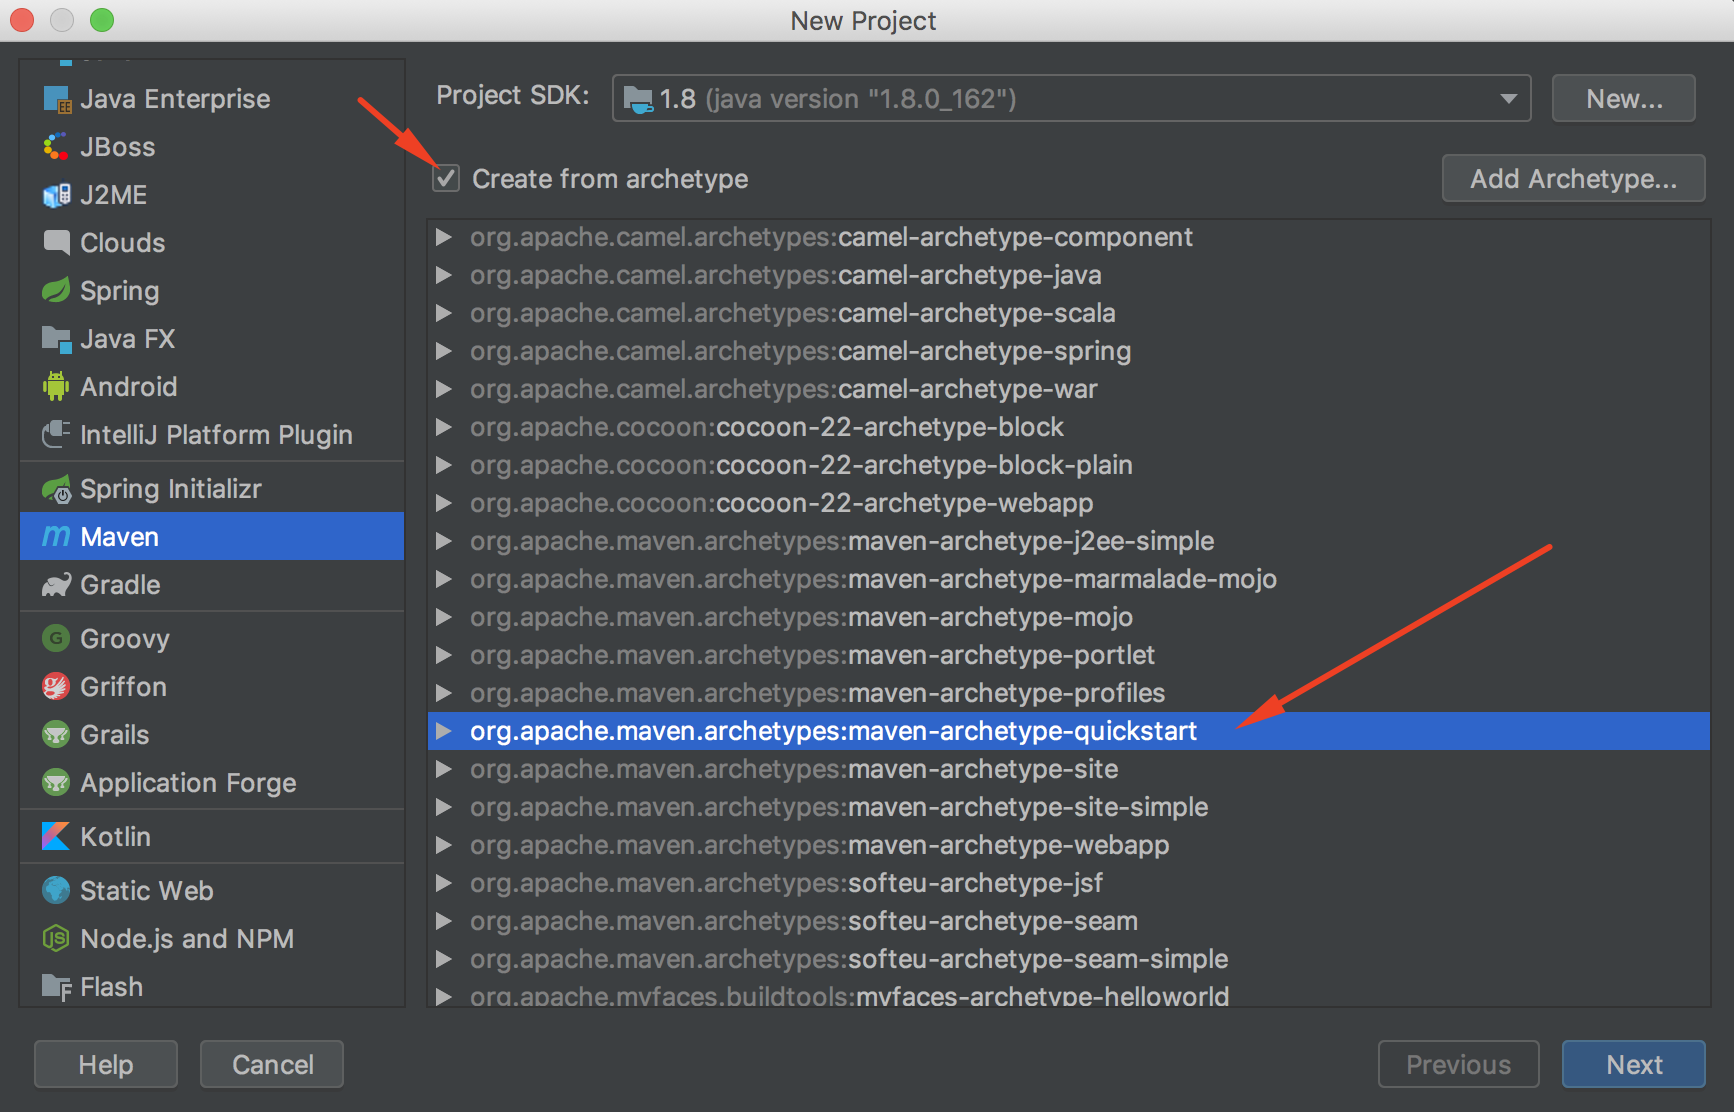 New Project
Java Enterprise
JBoss
J2ME
Clouds
Spring
Java FX
Android
IntelliJ Platform Plugin
Spring Initializr
Maven
Gradle
Groovy
Griffon
Grails
Application Forge
Kotlin
Static Web
Node.js and NPM
Flash
Project SDK: 1.8 (java version "1.8.0_162") New...
Create from archetype Add Archetype...
org.apache.camel.archetypes:camel-archetype-component
org.apache.camel.archetypes:camel-archetype-java
org.apache.camel.archetypes:camel-archetype-scala
org.apache.camel.archetypes:camel-archetype-spring
org.apache.camel.archetypes:camel-archetype-war
org.apache.cocoon:cocoon-22-archetype-block
org.apache.cocoon:cocoon-22-archetype-block-plain
org.apache.cocoon:cocoon-22-archetype-webapp
org.apache.maven.archetypes:maven-archetype-j2ee-simple
org.apache.maven.archetypes:maven-archetype-marmalade-mojo
org.apache.maven.archetypes:maven-archetype-mojo
org.apache.maven.archetypes:maven-archetype-portlet
org.apache.maven.archetypes:maven-archetype-profiles
org.apache.maven.archetypes:maven-archetype-quickstart
org.apache.maven.archetypes:maven-archetype-site
org.apache.maven.archetypes:maven-archetype-site-simple
org.apache.maven.archetypes:maven-archetype-webapp
org.apache.maven.archetypes:softeu-archetype-jsf
org.apache.maven.archetypes:softeu-archetype-seam
org.apache.maven.archetypes:softeu-archetype-seam-simple
org.apache.myfaces.buildtools:myfaces-archetype-helloworld
Help Cancel Previous Next